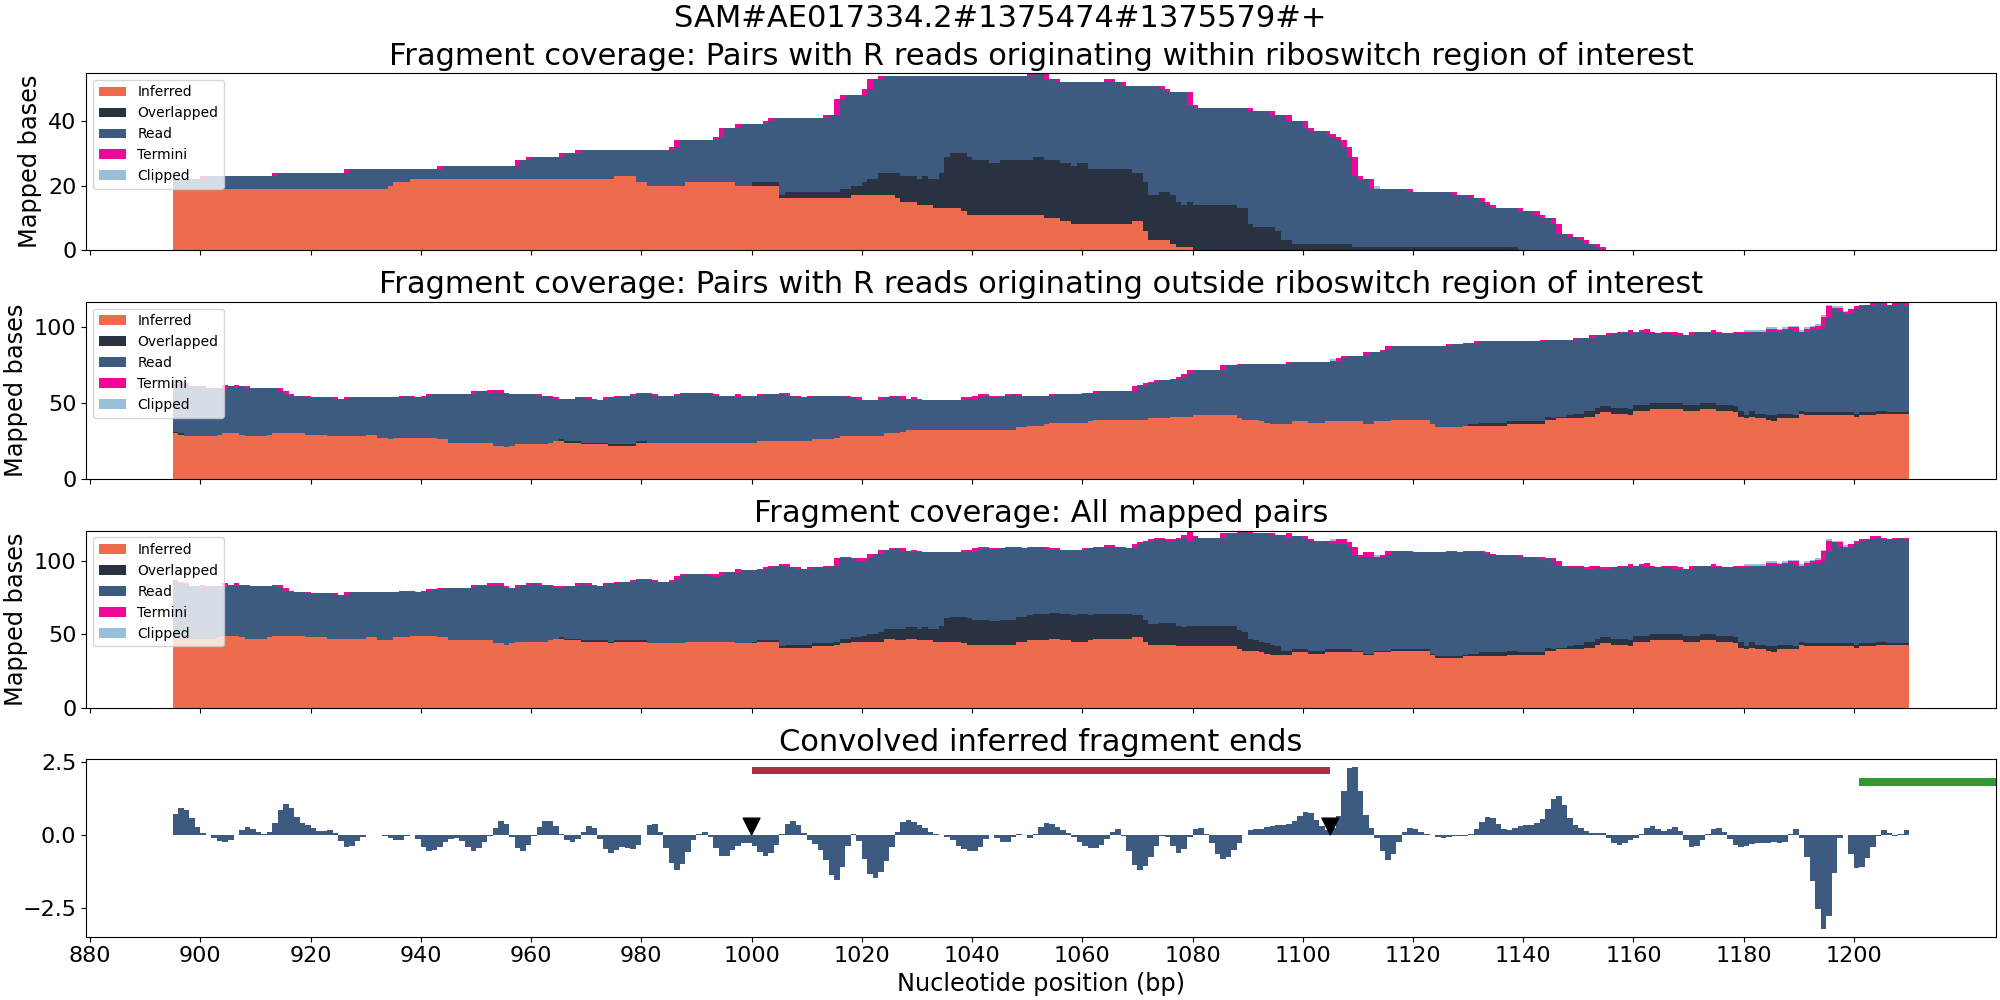 SAM#AE017334.2#1375474#1375579#+
Fragment coverage: Pairs with R reads originating within riboswitch region of interest
Mapped bases
40
20
0
Inferred
Overlapped
Read
Termini
Clipped
Fragment coverage: Pairs with R reads originating outside riboswitch region of interest
Mapped bases
100
50
0
Inferred
Overlapped
Read
Termini
Clipped
Fragment coverage: All mapped pairs
Mapped bases
100
50
0
Inferred
Overlapped
Read
Termini
Clipped
Convolved inferred fragment ends
2.5
0.0
−2.5
880 900 920 940 960 980 1000 1020 1040 1060 1080 1100 1120 1140 1160 1180 1200
Nucleotide position (bp)